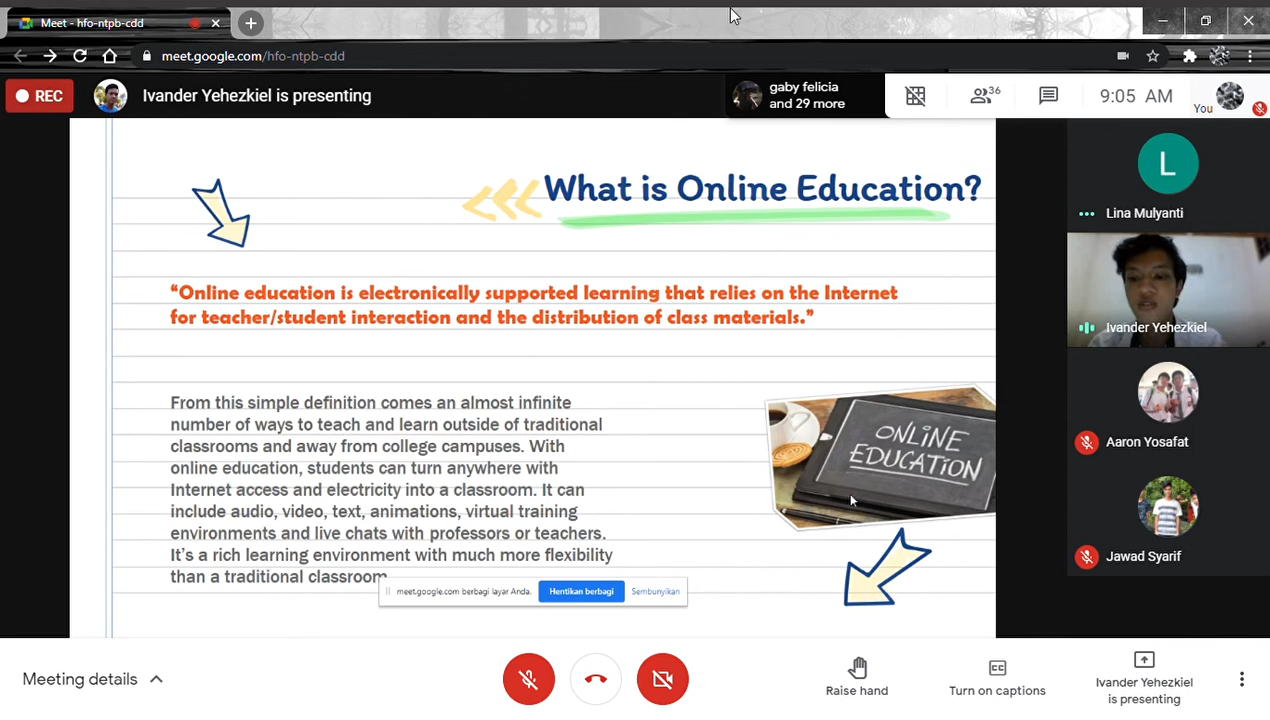 Meet - hfo-ntpb-cdd
meet.google.com/hfo-ntpb-cdd
REC
Ivander Yehezkiel is presenting
gaby felicia
and 29 more
36
9:05 AM
You
What is Online Education?
“Online education is electronically supported learning that relies on the Internet
for teacher/student interaction and the distribution of class materials.”
From this simple definition comes an almost infinite
number of ways to teach and learn outside of traditional
classrooms and away from college campuses. With
online education, students can turn anywhere with
Internet access and electricity into a classroom. It can
include audio, video, text, animations, virtual training
environments and live chats with professors or teachers.
It’s a rich learning environment with much more flexibility
than a traditional classroom
ONLINE
EDUCATION
meet.google.com berbagi layar Anda.
Hentikan berbagi
Sembunyikan
L
Lina Mulyanti
Ivander Yehezkiel
Aaron Yosafat
Jawad Syarif
Meeting details
Raise hand
CC
Turn on captions
Ivander Yehezkiel
is presenting